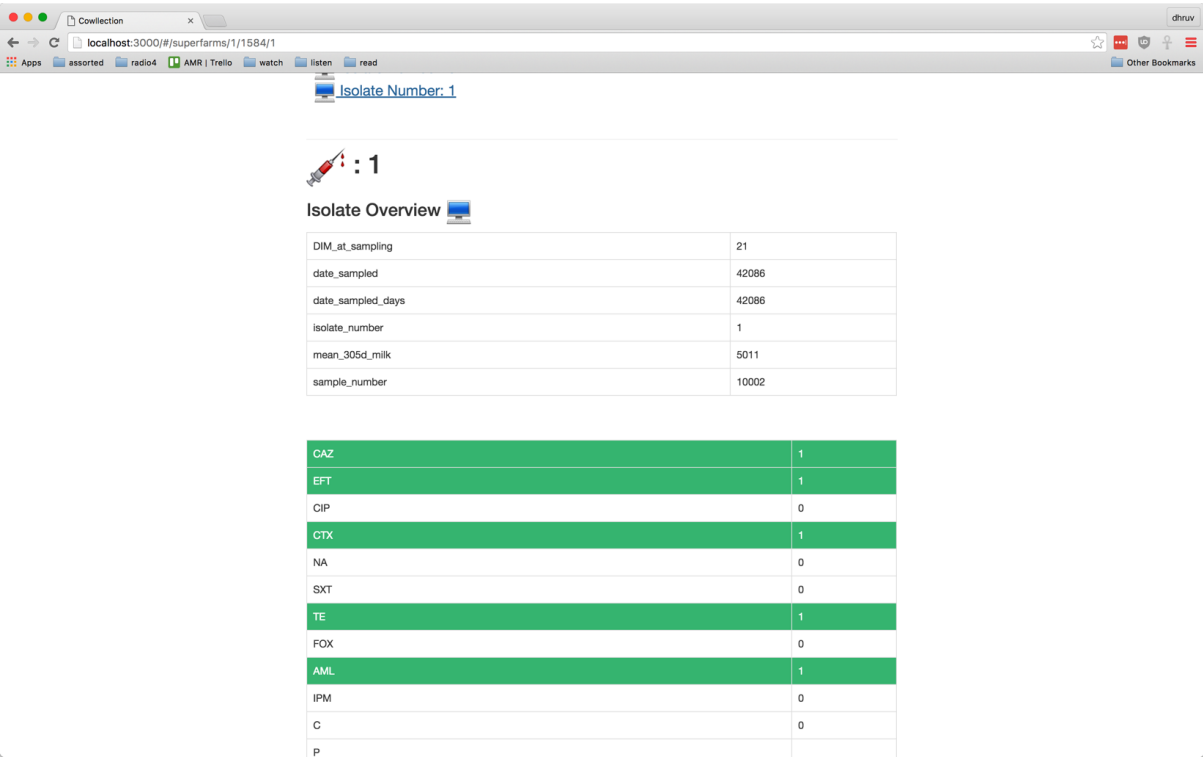 Cowllection
dhruv
localhost:3000/#/superfarms/1/1584/1
Apps assorted radio4 AMR | Trello watch listen read Other Bookmarks
Isolate Number: 1
: 1
Isolate Overview
DIM_at_sampling 21
date_sampled 42086
date_sampled_days 42086
isolate_number 1
mean_305d_milk 5011
sample_number 10002
CAZ 1
EFT 1
CIP 0
CTX 1
NA 0
SXT 0
TE 1
FOX 0
AML 1
IPM 0
C 0
P